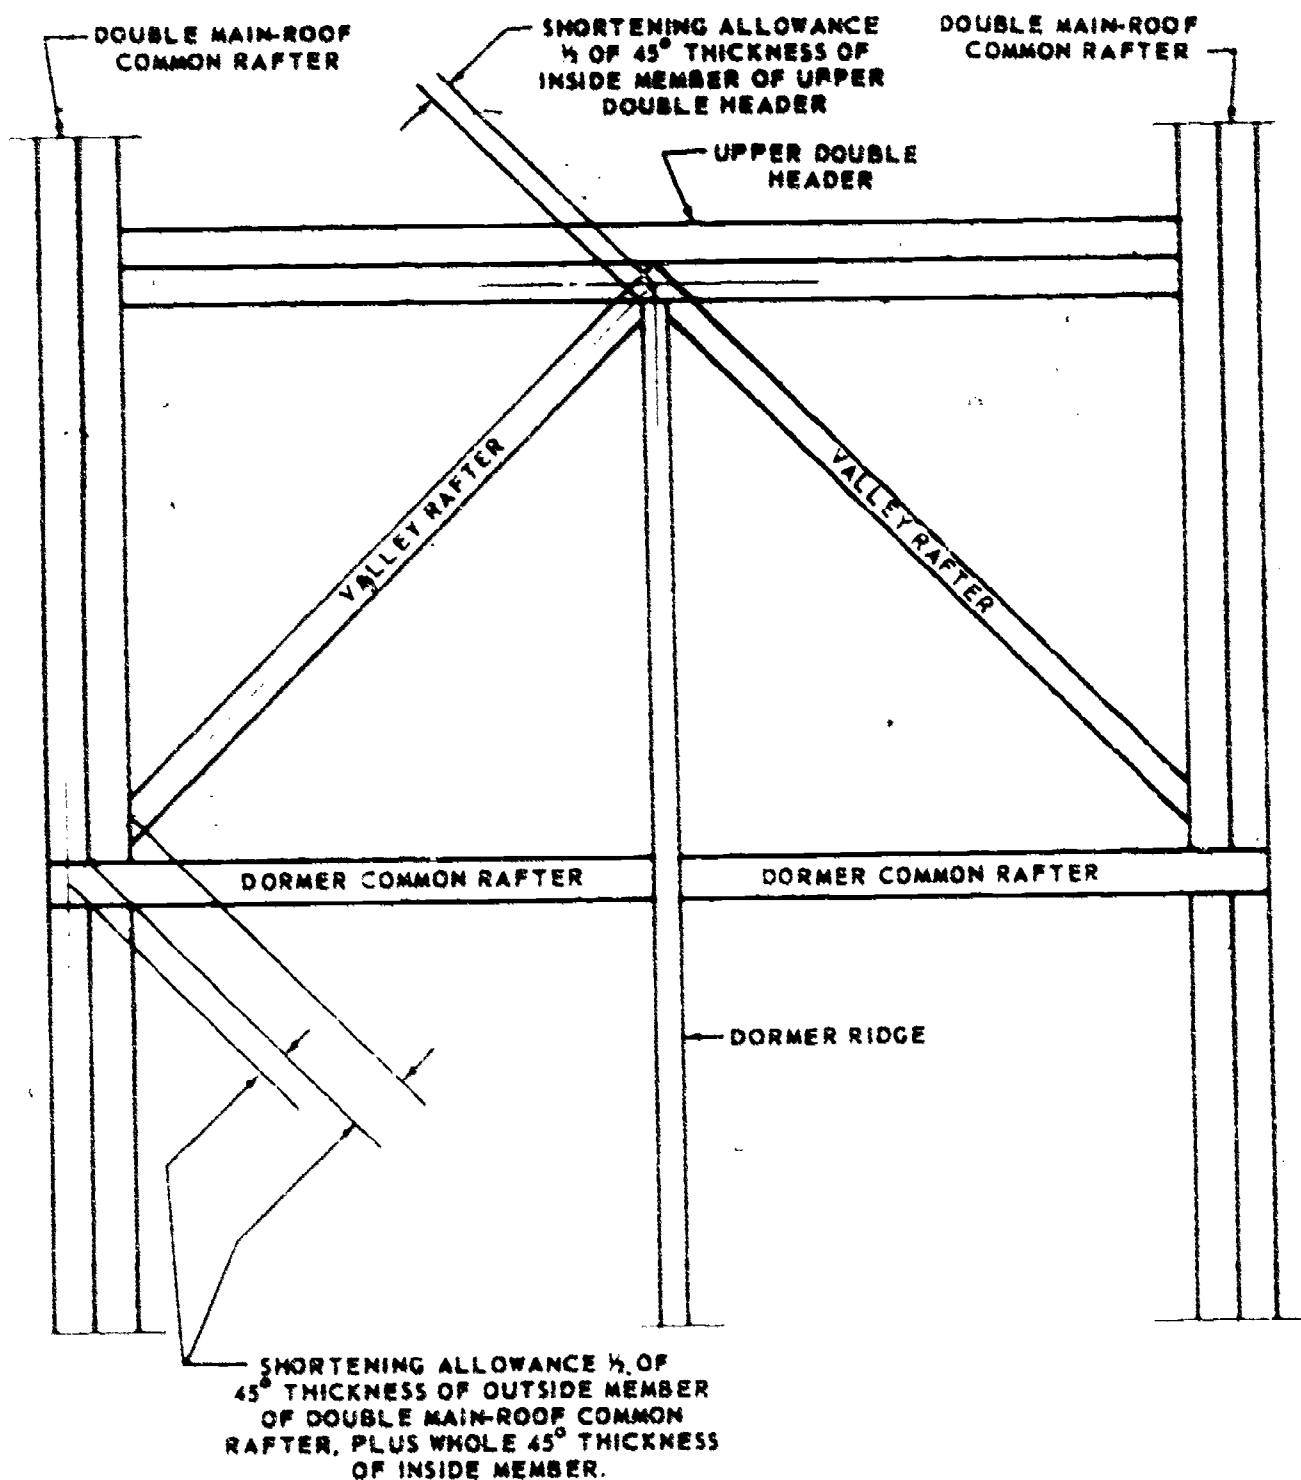 DOUBLE MAIN-ROOF
COMMON RAFTER
SHORTENING ALLOWANCE
½ OF 45° THICKNESS OF
INSIDE MEMBER OF UPPER
DOUBLE HEADER
DOUBLE MAIN-ROOF
COMMON RAFTER
UPPER DOUBLE
HEADER
VALLEY RAFTER
VALLEY RAFTER
DORMER COMMON RAFTER
DORMER COMMON RAFTER
DORMER RIDGE
SHORTENING ALLOWANCE ½ OF
45° THICKNESS OF OUTSIDE MEMBER
OF DOUBLE MAIN-ROOF COMMON
RAFTER, PLUS WHOLE 45° THICKNESS
OF INSIDE MEMBER.